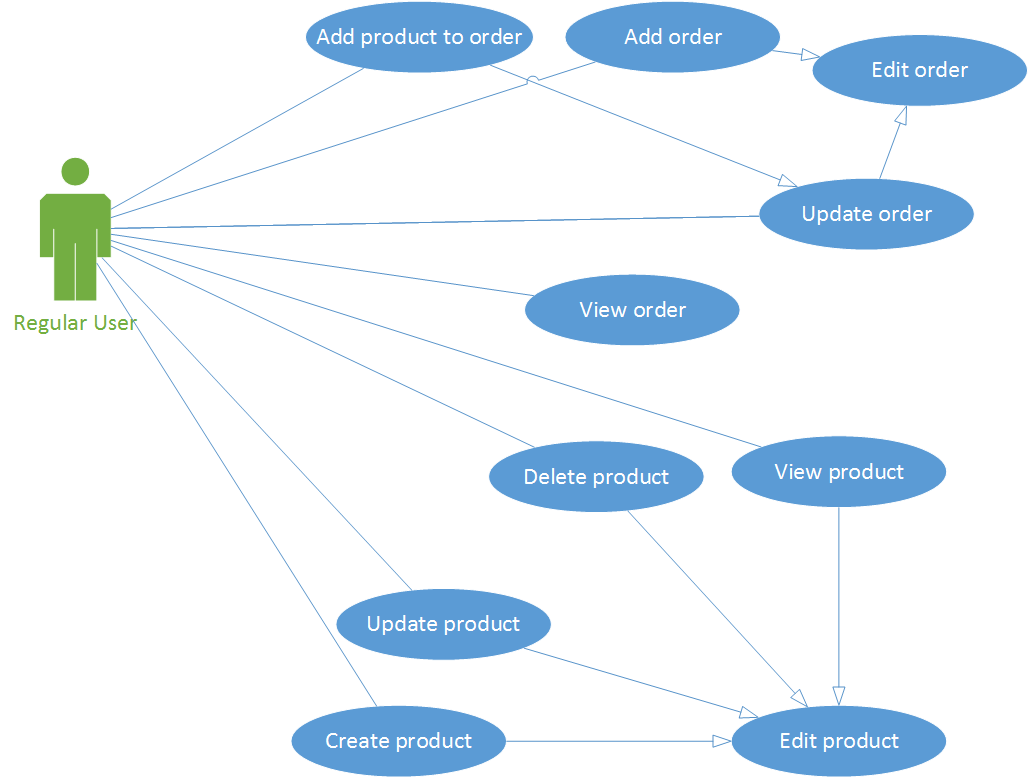 Add product to order
Add order
Edit order
Update order
Regular User
View order
Delete product
View product
Update product
Create product
Edit product